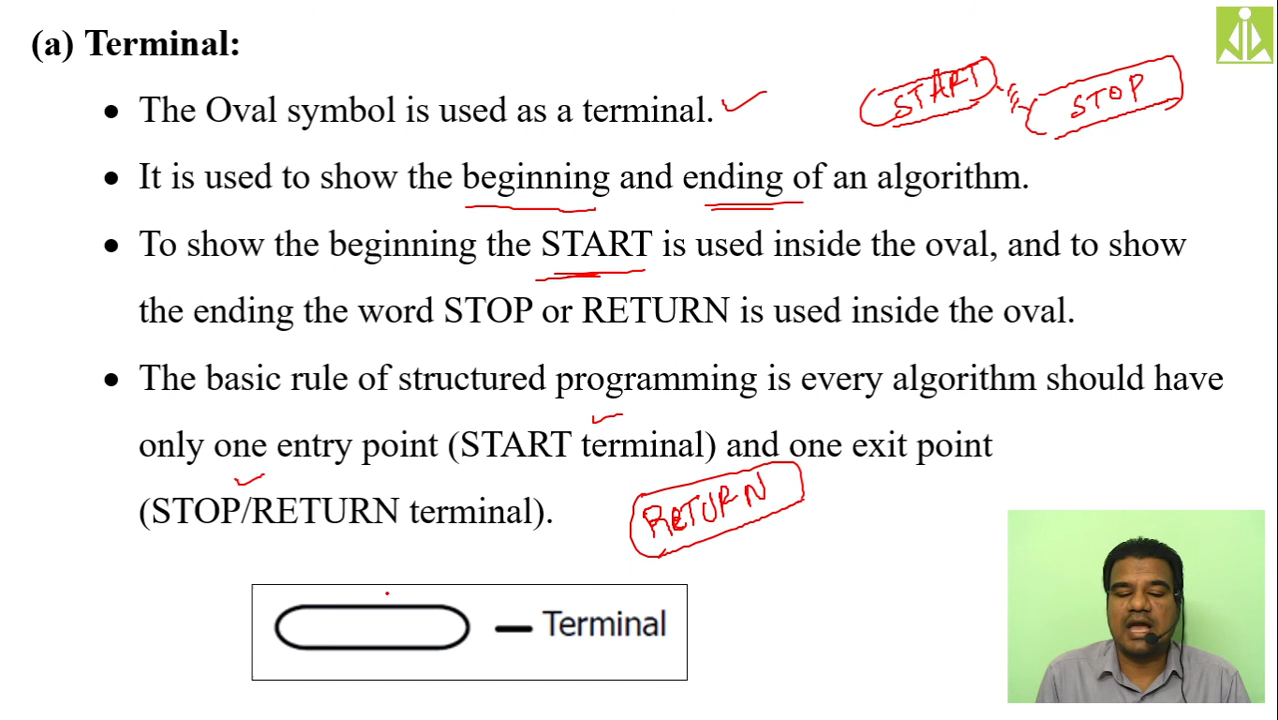 (a) Terminal:
START STOP
• The Oval symbol is used as a terminal.
• It is used to show the beginning and ending of an algorithm.
• To show the beginning the START is used inside the oval, and to show
the ending the word STOP or RETURN is used inside the oval.
• The basic rule of structured programming is every algorithm should have
only one entry point (START terminal) and one exit point
(STOP/RETURN terminal).
RETURN
Terminal